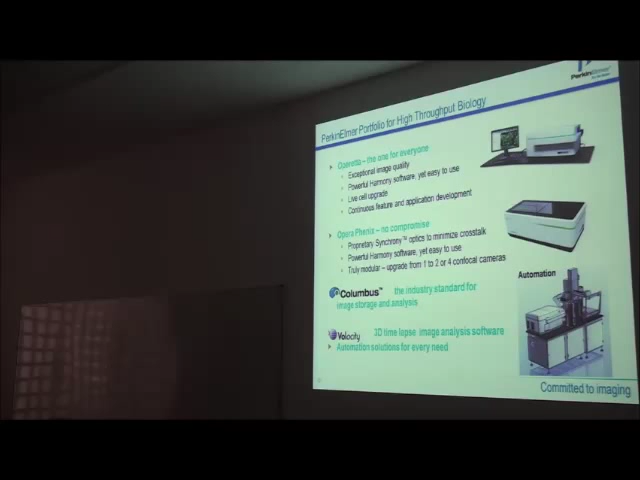 PerkinElmer
PerkinElmer Portfolio for High Throughput Biology
Operetta – the one for everyone
Exceptional image quality
Powerful Harmony software, yet easy to use
Live cell upgrade
Continuous feature and application development
Opera Phenix – no compromise
Proprietary Synchrony™ optics to minimize crosstalk
Powerful Harmony software, yet easy to use
Truly modular – upgrade from 1 to 2 or 4 confocal cameras
Automation
Columbus™ the industry standard for
image storage and analysis
Volocity 3D time lapse image analysis software
Automation solutions for every need
Committed to imaging